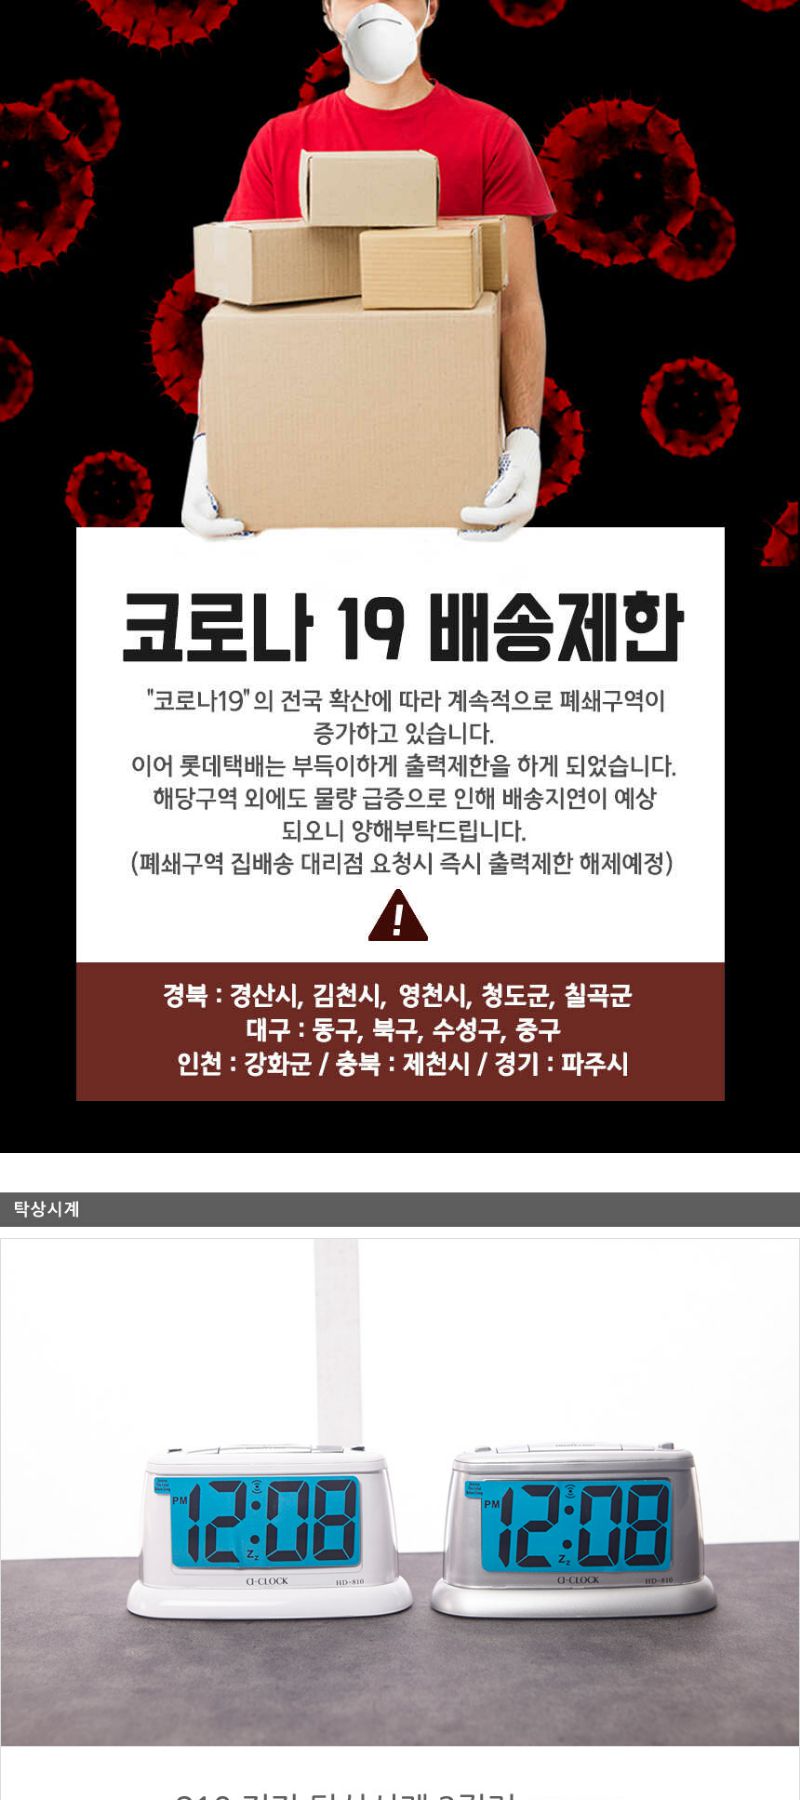 코로나 19 배송제한
"코로나19"의 전국 확산에 따라 계속적으로 폐쇄구역이
증가하고 있습니다.
이어 롯데택배는 부득이하게 출력제한을 하게 되었습니다.
해당구역 외에도 물량 급증으로 인해 배송지연이 예상
되오니 양해부탁드립니다.
(폐쇄구역 집배송 대리점 요청시 즉시 출력제한 해제예정)
!
경북 : 경산시, 김천시, 영천시, 청도군, 칠곡군
대구 : 동구, 북구, 수성구, 중구
인천 : 강화군 / 충북 : 제천시 / 경기 : 파주시
탁상시계
PM 12:08 Zz
PM 12:08 Zz
HD-810
HD-810